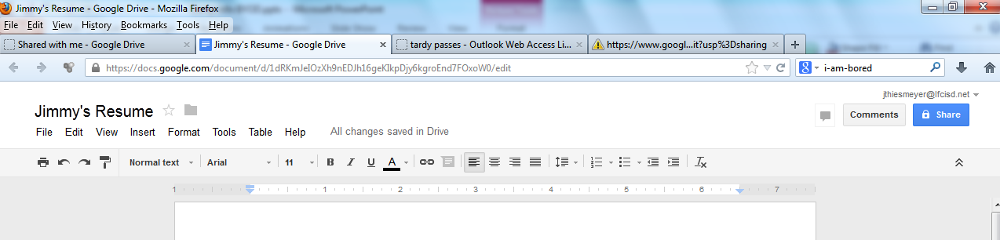 Jimmy's Resume - Google Drive - Mozilla Firefox
File Edit View History Bookmarks Tools Help
Shared with me - Google Drive Jimmy's Resume - Google Drive tardy passes - Outlook Web Access Li... https://www.googl...it?usp%3Dsharing
https://docs.google.com/document/d/1dRKmJeIOzXh9nEDJh16geKIkpDjy6kgroEnd7FOxoW0/edit i-am-bored
jthiesmeyer@lfcisd.net
Jimmy's Resume Comments Share
File Edit View Insert Format Tools Table Help All changes saved in Drive
Normal text Arial 11 B I U A
1 1 2 3 4 5 6 7